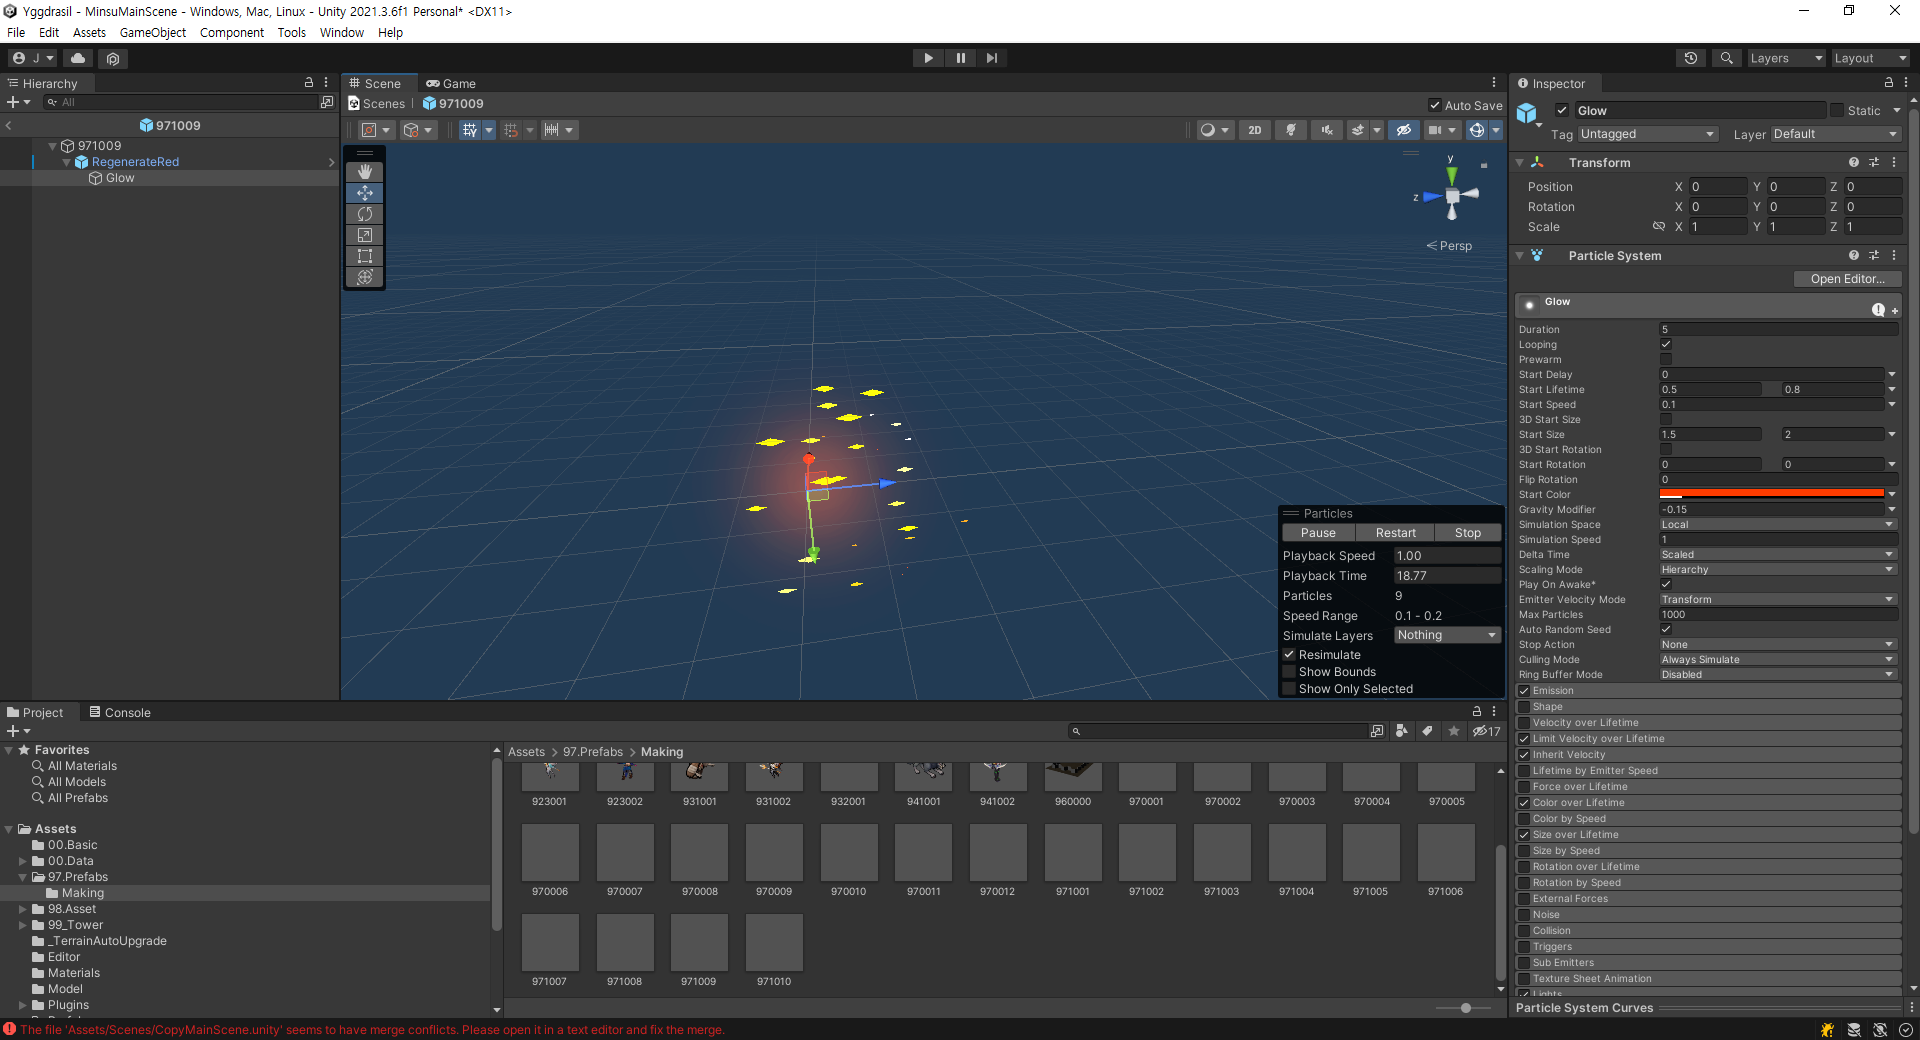 Yggdrasil - MinsuMainScene - Windows, Mac, Linux - Unity 2021.3.6f1 Personal* <DX11>
File Edit Assets GameObject Component Tools Window Help
J Layers Layout
Hierarchy
All
971009
971009
RegenerateRed
Glow
Scene Game
Scenes 971009 Auto Save
2D
y
z
Persp
Particles
Pause Restart Stop
Playback Speed 1.00
Playback Time 18.77
Particles 9
Speed Range 0.1 - 0.2
Simulate Layers Nothing
Resimulate
Show Bounds
Show Only Selected
Inspector
Glow Static
Tag Untagged Layer Default
Transform
Position X 0 Y 0 Z 0
Rotation X 0 Y 0 Z 0
Scale X 1 Y 1 Z 1
Particle System
Open Editor...
Glow
Duration 5
Looping
Prewarm
Start Delay 0
Start Lifetime 0.5 0.8
Start Speed 0.1
3D Start Size
Start Size 1.5 2
3D Start Rotation
Start Rotation 0 0
Flip Rotation 0
Start Color
Gravity Modifier -0.15
Simulation Space Local
Simulation Speed 1
Delta Time Scaled
Scaling Mode Hierarchy
Play On Awake*
Emitter Velocity Mode Transform
Max Particles 1000
Auto Random Seed
Stop Action None
Culling Mode Always Simulate
Ring Buffer Mode Disabled
Emission
Shape
Velocity over Lifetime
Limit Velocity over Lifetime
Inherit Velocity
Lifetime by Emitter Speed
Force over Lifetime
Color over Lifetime
Color by Speed
Size over Lifetime
Size by Speed
Rotation over Lifetime
Rotation by Speed
External Forces
Noise
Collision
Triggers
Sub Emitters
Texture Sheet Animation
Lights
Particle System Curves
Project Console
17
Favorites
All Materials
All Models
All Prefabs
Assets
00.Basic
00.Data
97.Prefabs
Making
98.Asset
99_Tower
_TerrainAutoUpgrade
Editor
Materials
Model
Plugins
Assets > 97.Prefabs > Making
923001 923002 931001 931002 932001 941001 941002 960000 970001 970002 970003 970004 970005
970006 970007 970008 970009 970010 970011 970012 971001 971002 971003 971004 971005 971006
971007 971008 971009 971010
The file 'Assets/Scenes/CopyMainScene.unity' seems to have merge conflicts. Please open it in a text editor and fix the merge.